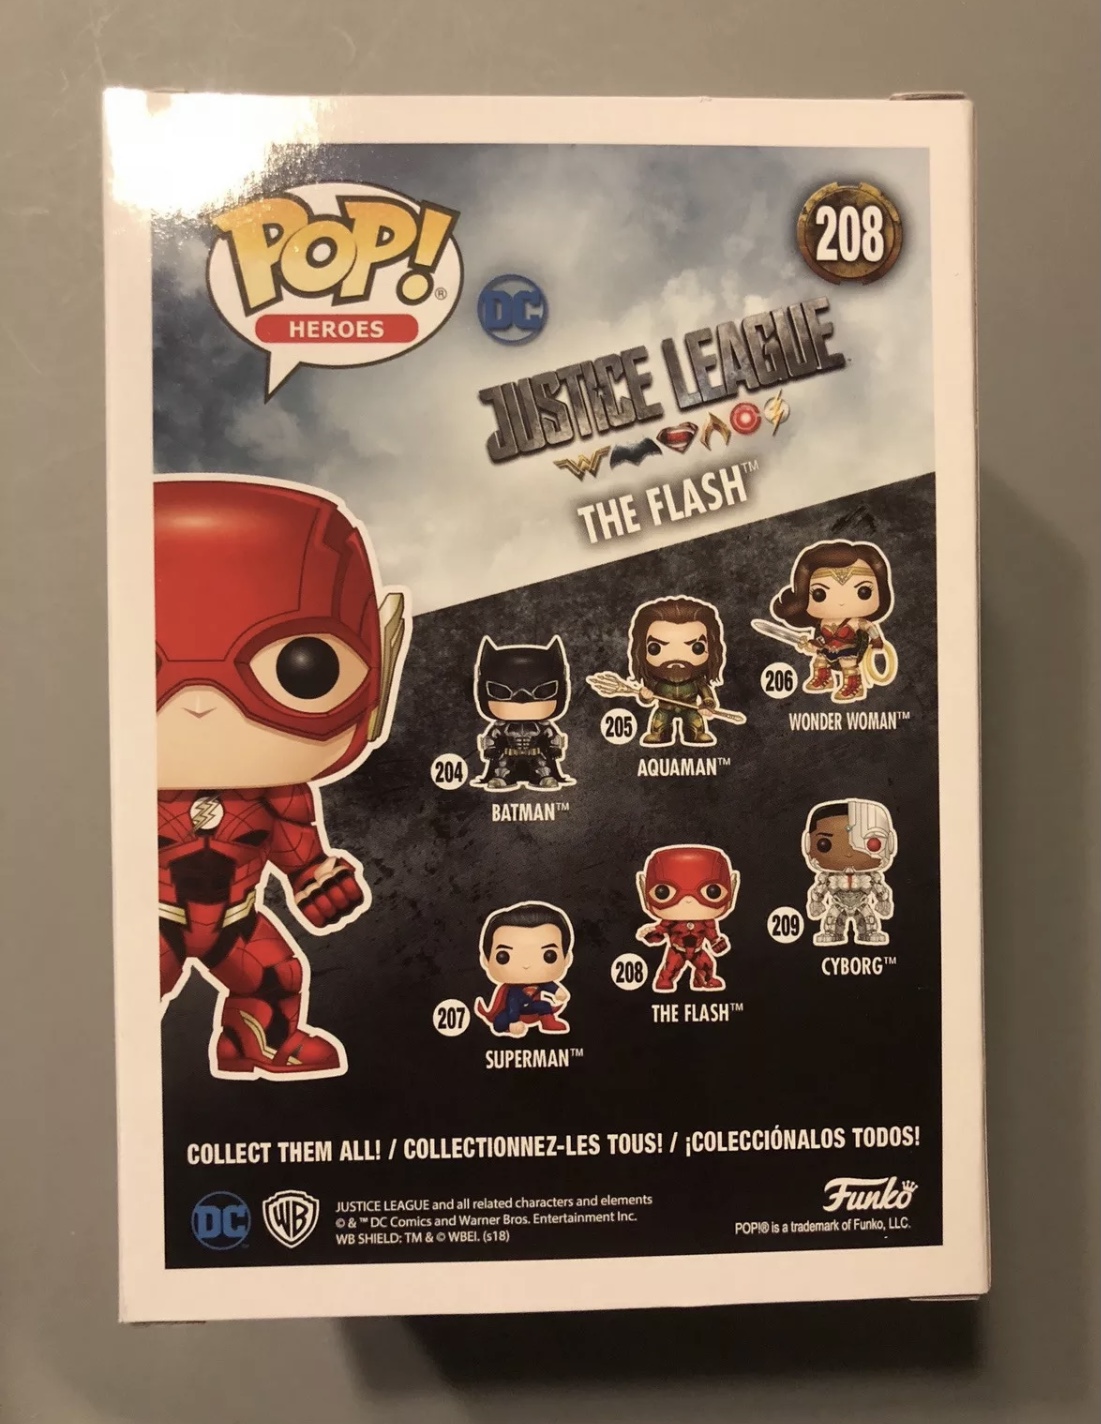 POP!®
HEROES
208
DC
JUSTICE LEAGUE
THE FLASH™
206
WONDER WOMAN™
205
AQUAMAN™
204
BATMAN™
209
CYBORG™
208
THE FLASH™
207
SUPERMAN™
COLLECT THEM ALL! / COLLECTIONNEZ-LES TOUS! / ¡COLECCIÓNALOS TODOS!
DC
WB
JUSTICE LEAGUE and all related characters and elements
© & ™ DC Comics and Warner Bros. Entertainment Inc.
WB SHIELD: TM & © WBEI. (s18)
Funko
POP!® is a trademark of Funko, LLC.